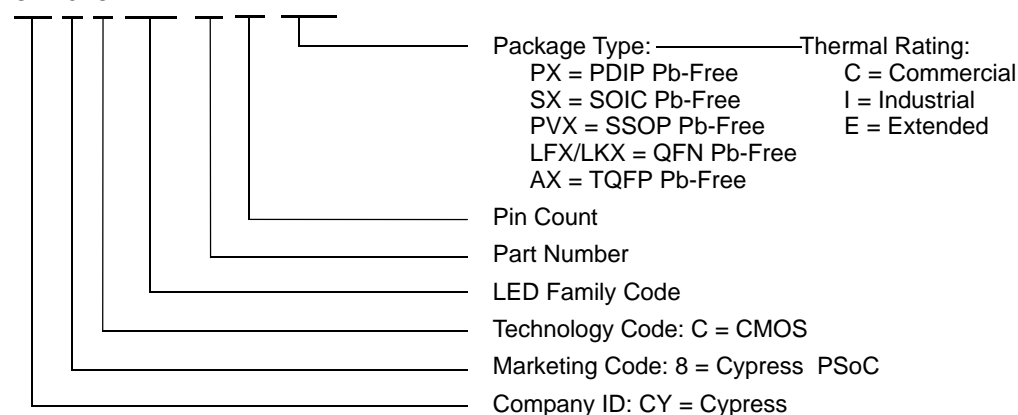 Package Type: Thermal Rating:
PX = PDIP Pb-Free C = Commercial
SX = SOIC Pb-Free I = Industrial
PVX = SSOP Pb-Free E = Extended
LFX/LKX = QFN Pb-Free
AX = TQFP Pb-Free
Pin Count
Part Number
LED Family Code
Technology Code: C = CMOS
Marketing Code: 8 = Cypress PSoC
Company ID: CY = Cypress